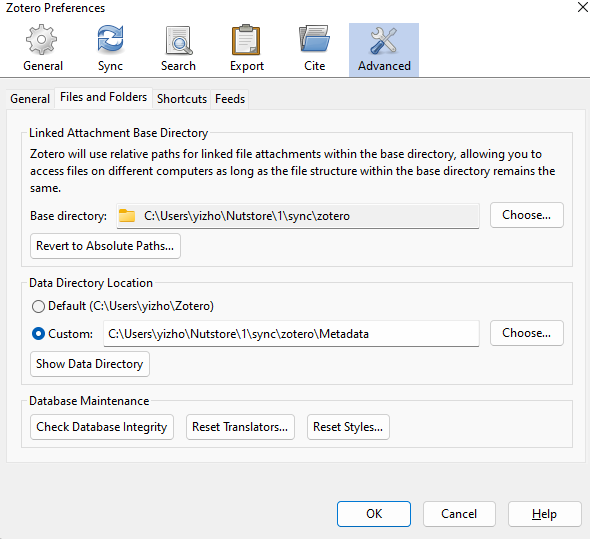 Zotero Preferences
General Sync Search Export Cite Advanced
General Files and Folders Shortcuts Feeds
Linked Attachment Base Directory
Zotero will use relative paths for linked file attachments within the base directory, allowing you to
access files on different computers as long as the file structure within the base directory remains the
same.
Base directory: C:\Users\yizho\Nutstore\1\sync\zotero Choose...
Revert to Absolute Paths...
Data Directory Location
Default (C:\Users\yizho\Zotero)
Custom: C:\Users\yizho\Nutstore\1\sync\zotero\Metadata Choose...
Show Data Directory
Database Maintenance
Check Database Integrity Reset Translators... Reset Styles...
OK Cancel Help